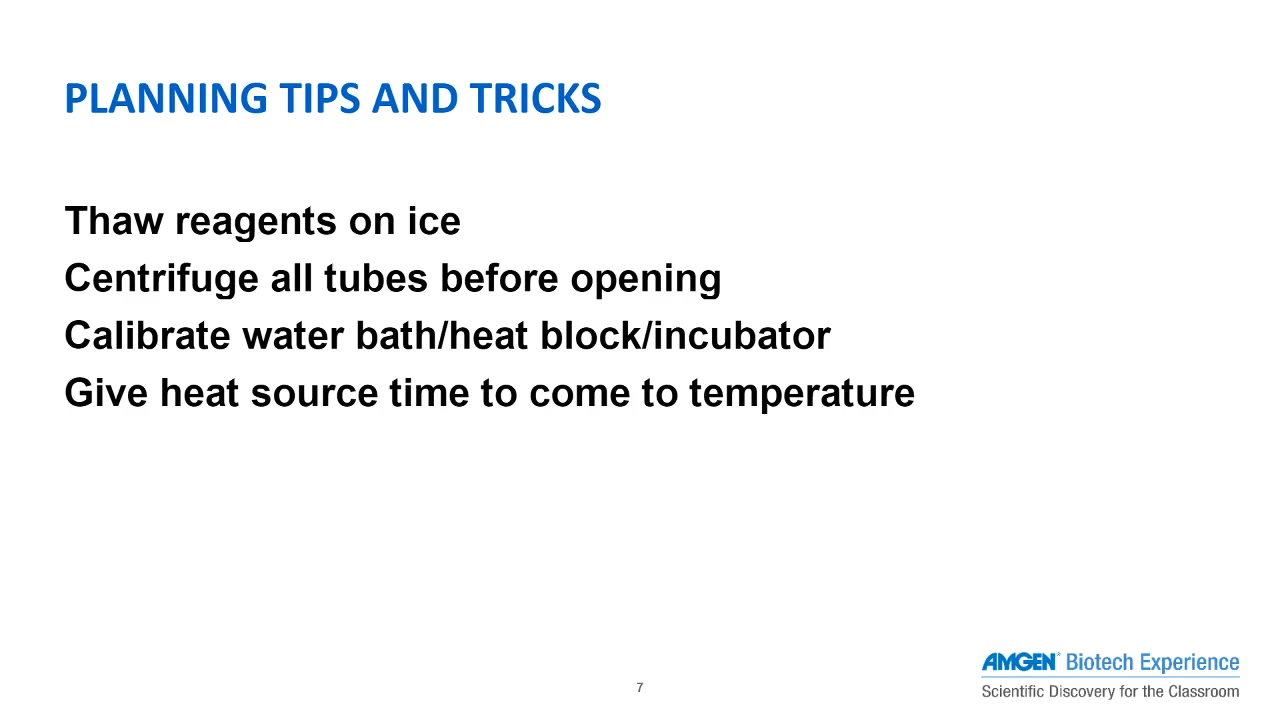 PLANNING TIPS AND TRICKS
Thaw reagents on ice
Centrifuge all tubes before opening
Calibrate water bath/heat block/incubator
Give heat source time to come to temperature
7
AMGEN® Biotech Experience
Scientific Discovery for the Classroom